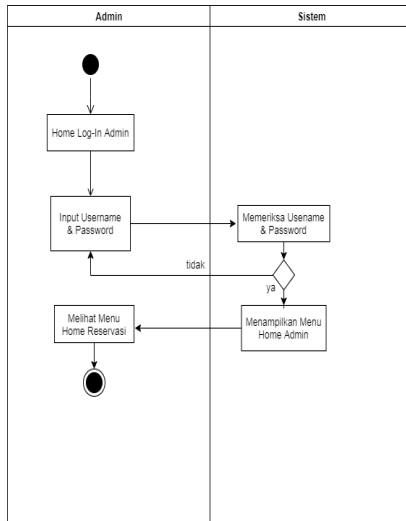 Admin
Sistem
Home Log-In Admin
Input Username
& Password
Memeriksa Usename
& Password
tidak
ya
Melihat Menu
Home Reservasi
Menampilkan Menu
Home Admin